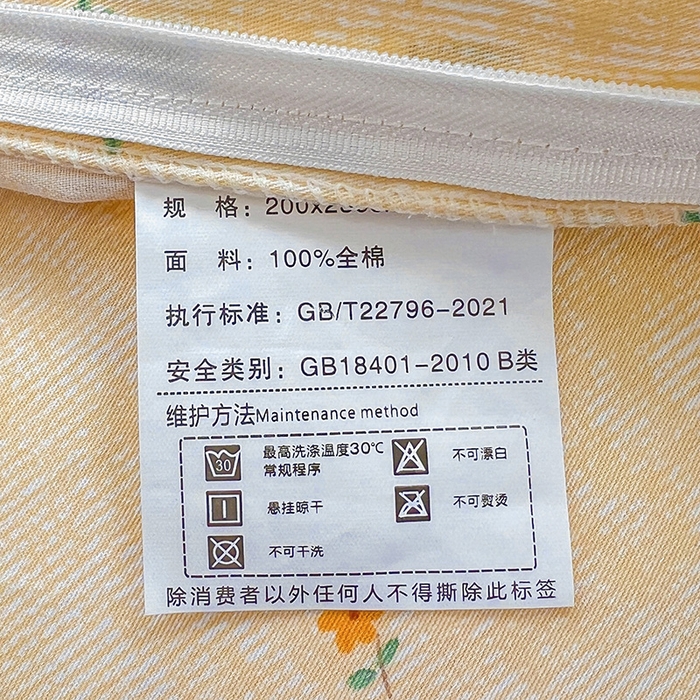 规 格：200x2
面 料：100%全棉
执行标准：GB/T22796-2021
安全类别：GB18401-2010 B类
维护方法Maintenance method
30 最高洗涤温度30℃ 不可漂白
常规程序
悬挂晾干 不可熨烫
不可干洗
除消费者以外任何人不得撕除此标签